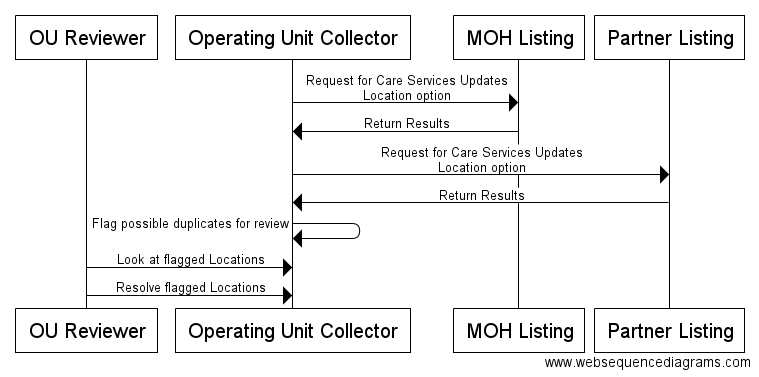 OU Reviewer
Operating Unit Collector
MOH Listing
Partner Listing
Request for Care Services Updates
Location option
Return Results
Request for Care Services Updates
Location option
Return Results
Flag possible duplicates for review
Look at flagged Locations
Resolve flagged Locations
OU Reviewer
Operating Unit Collector
MOH Listing
Partner Listing
www.websequencediagrams.com